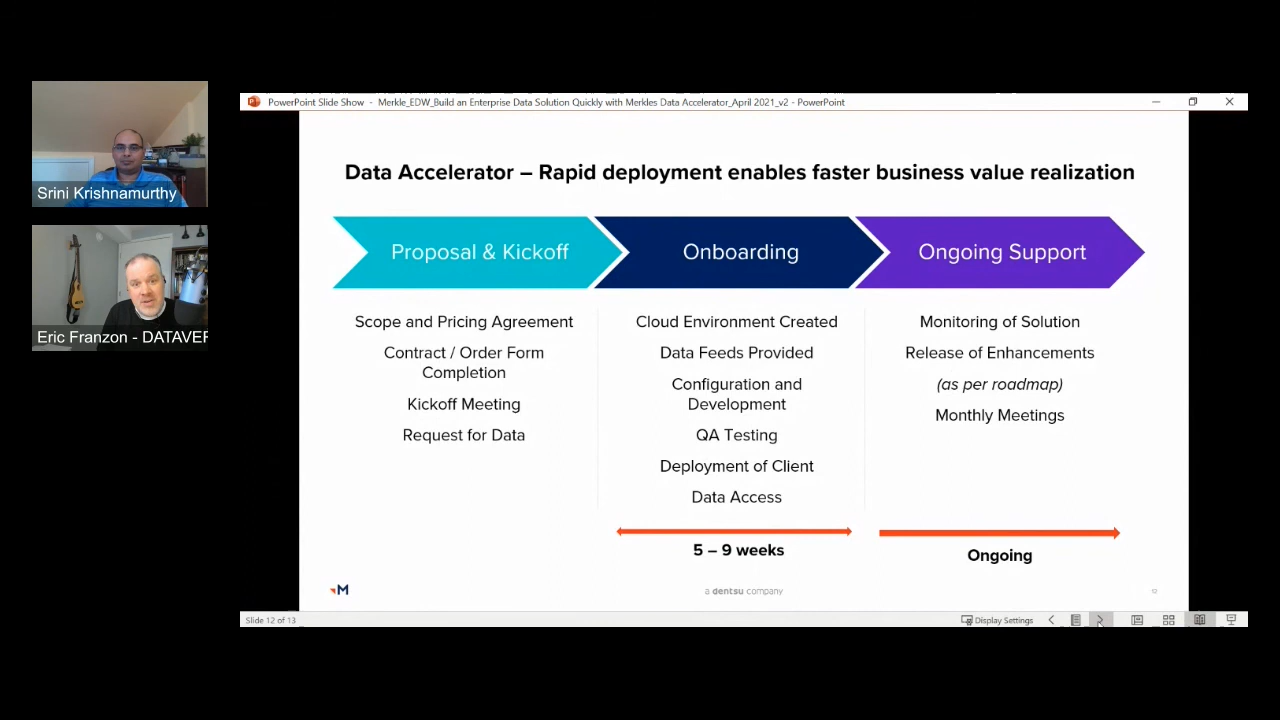 Srini Krishnamurthy
Eric Franzon - DATAVER
PowerPoint Slide Show - Merkle_EDW_Build an Enterprise Data Solution Quickly with Merkles Data Accelerator_April 2021_v2 - PowerPoint
Data Accelerator – Rapid deployment enables faster business value realization
Proposal & Kickoff
Scope and Pricing Agreement
Contract / Order Form
Completion
Kickoff Meeting
Request for Data
Onboarding
Cloud Environment Created
Data Feeds Provided
Configuration and
Development
QA Testing
Deployment of Client
Data Access
5 – 9 weeks
Ongoing Support
Monitoring of Solution
Release of Enhancements
(as per roadmap)
Monthly Meetings
Ongoing
M
a dentsu company
12
Slide 12 of 13
Display Settings